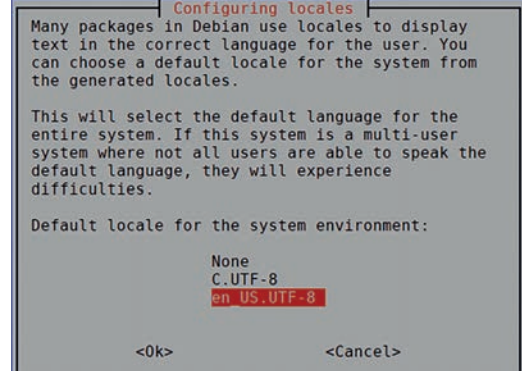 Configuring locales
Many packages in Debian use locales to display
text in the correct language for the user. You
can choose a default locale for the system from
the generated locales.
This will select the default language for the
entire system. If this system is a multi-user
system where not all users are able to speak the
default language, they will experience
difficulties.
Default locale for the system environment:
None
C.UTF-8
en_US.UTF-8
<Ok> <Cancel>